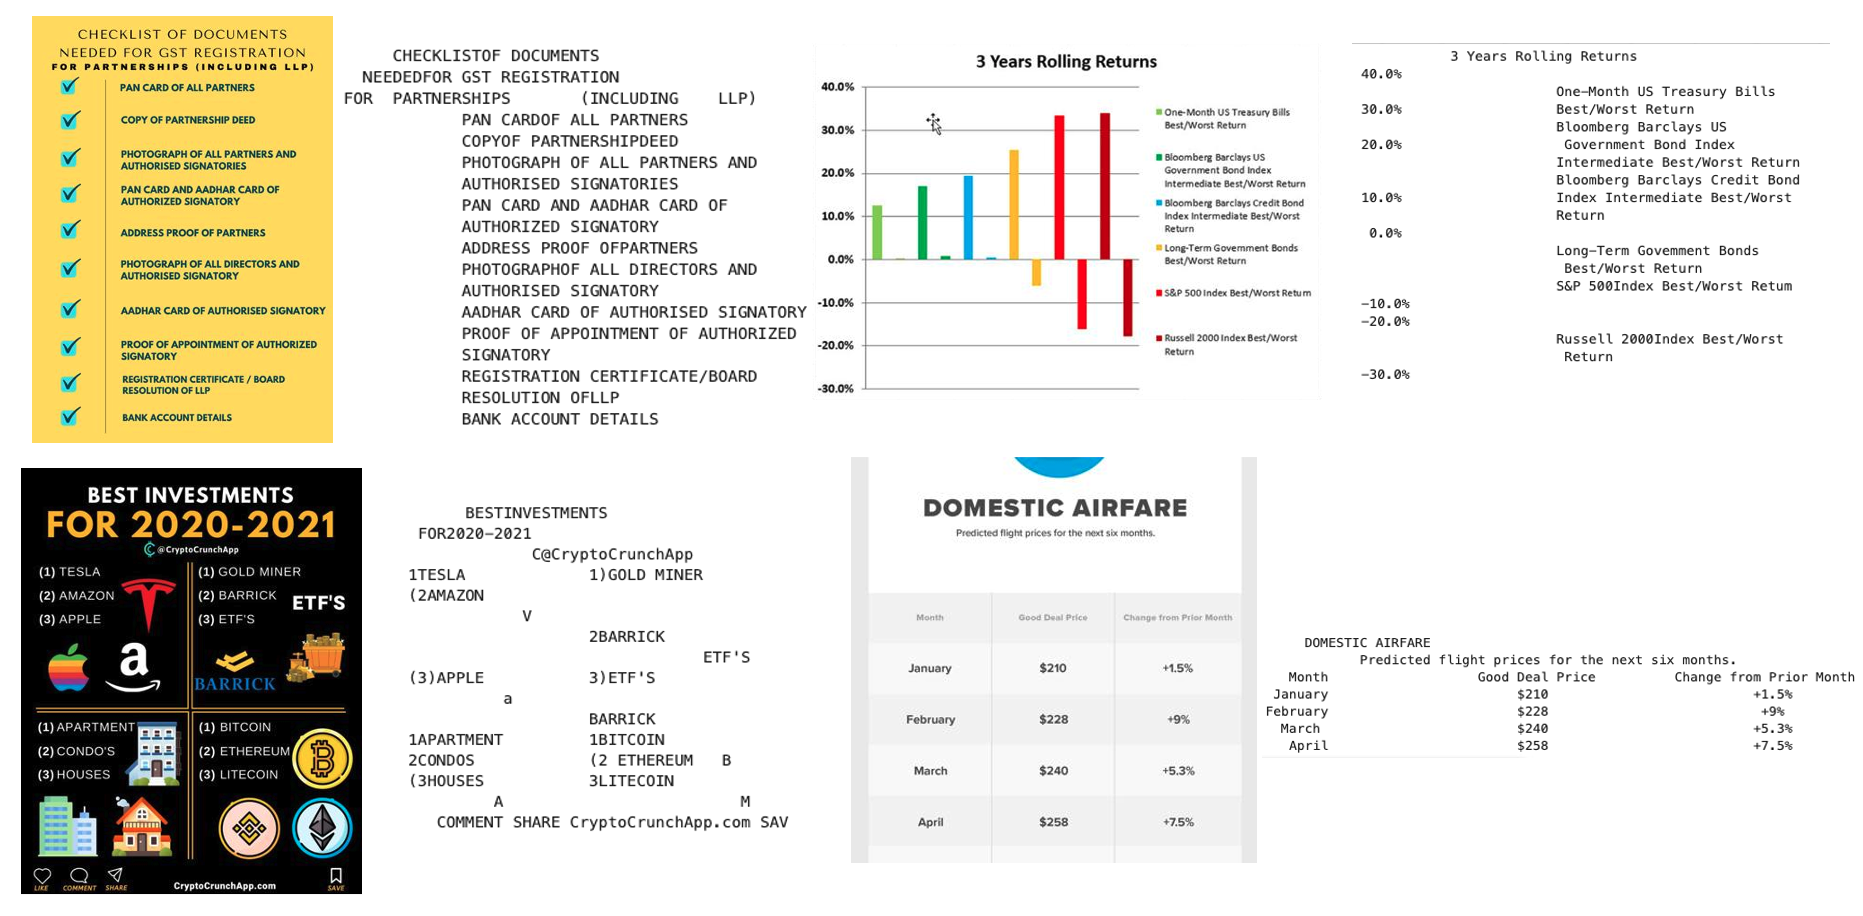 CHECKLIST OF DOCUMENTS
NEEDED FOR GST REGISTRATION
FOR PARTNERSHIPS (INCLUDING LLP)
PAN CARD OF ALL PARTNERS
COPY OF PARTNERSHIP DEED
PHOTOGRAPH OF ALL PARTNERS AND
AUTHORISED SIGNATORIES
PAN CARD AND AADHAR CARD OF
AUTHORIZED SIGNATORY
ADDRESS PROOF OF PARTNERS
PHOTOGRAPH OF ALL DIRECTORS AND
AUTHORISED SIGNATORY
AADHAR CARD OF AUTHORISED SIGNATORY
PROOF OF APPOINTMENT OF AUTHORIZED
SIGNATORY
REGISTRATION CERTIFICATE / BOARD
RESOLUTION OF LLP
BANK ACCOUNT DETAILS
CHECKLISTOF DOCUMENTS
NEEDEDFOR GST REGISTRATION
FOR PARTNERSHIPS (INCLUDING LLP)
PAN CARDOF ALL PARTNERS
COPYOF PARTNERSHIPDEED
PHOTOGRAPH OF ALL PARTNERS AND
AUTHORISED SIGNATORIES
PAN CARD AND AADHAR CARD OF
AUTHORIZED SIGNATORY
ADDRESS PROOF OFPARTNERS
PHOTOGRAPHOF ALL DIRECTORS AND
AUTHORISED SIGNATORY
AADHAR CARD OF AUTHORISED SIGNATORY
PROOF OF APPOINTMENT OF AUTHORIZED
SIGNATORY
REGISTRATION CERTIFICATE/BOARD
RESOLUTION OFLLP
BANK ACCOUNT DETAILS
3 Years Rolling Returns
40.0%
30.0%
20.0%
10.0%
0.0%
-10.0%
-20.0%
-30.0%
One-Month US Treasury Bills
Best/Worst Return
Bloomberg Barclays US
Government Bond Index
Intermediate Best/Worst Return
Bloomberg Barclays Credit Bond
Index Intermediate Best/Worst
Return
Long-Term Government Bonds
Best/Worst Return
S&P 500 Index Best/Worst Return
Russell 2000 Index Best/Worst
Return
3 Years Rolling Returns
40.0%
One-Month US Treasury Bills
30.0% Best/Worst Return
Bloomberg Barclays US
20.0% Government Bond Index
Intermediate Best/Worst Return
Bloomberg Barclays Credit Bond
10.0% Index Intermediate Best/Worst
Return
0.0%
Long-Term Govemment Bonds
Best/Worst Return
S&P 500Index Best/Worst Retum
-10.0%
-20.0%
Russell 2000Index Best/Worst
Return
-30.0%
BEST INVESTMENTS
FOR 2020-2021
@CryptoCrunchApp
(1) TESLA
(2) AMAZON
(3) APPLE
a
(1) GOLD MINER
(2) BARRICK
(3) ETF'S
ETF'S
BARRICK
(1) APARTMENT
(2) CONDO'S
(3) HOUSES
(1) BITCOIN
(2) ETHEREUM
(3) LITECOIN
LIKE COMMENT SHARE CryptoCrunchApp.com SAVE
BESTINVESTMENTS
FOR2020-2021
C@CryptoCrunchApp
1TESLA 1)GOLD MINER
(2AMAZON
V
2BARRICK
ETF'S
(3)APPLE 3)ETF'S
a
BARRICK
1APARTMENT 1BITCOIN
2CONDOS (2 ETHEREUM B
(3HOUSES 3LITECOIN
A M
COMMENT SHARE CryptoCrunchApp.com SAV
DOMESTIC AIRFARE
Predicted flight prices for the next six months.
Month Good Deal Price Change from Prior Month
January $210 +1.5%
February $228 +9%
March $240 +5.3%
April $258 +7.5%
DOMESTIC AIRFARE
Predicted flight prices for the next six months.
Month Good Deal Price Change from Prior Month
January $210 +1.5%
February $228 +9%
March $240 +5.3%
April $258 +7.5%